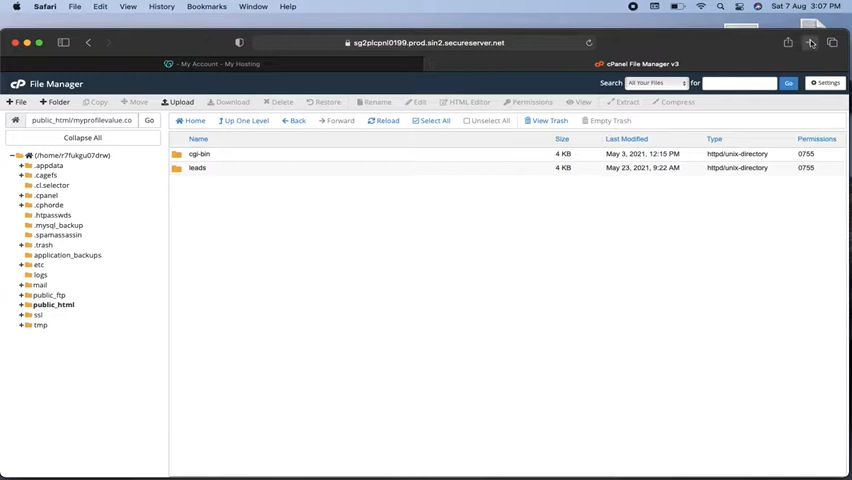 Safari File Edit View History Bookmarks Window Help Sat 7 Aug 3:07 PM
sg2plcpnl0199.prod.sin2.secureserver.net
- My Account - My Hosting
cPanel File Manager v3
cP File Manager Search All Your Files for Go Settings
+ File + Folder Copy Move Upload Download Delete Restore Rename Edit HTML Editor Permissions View Extract Compress
public_html/myprofilevalue.co Go Home Up One Level Back Forward Reload Select All Unselect All View Trash Empty Trash
Collapse All
Name Size Last Modified Type Permissions
cgi-bin 4 KB May 3, 2021, 12:15 PM httpd/unix-directory 0755
leads 4 KB May 23, 2021, 9:22 AM httpd/unix-directory 0755
(/home/r7fukgu07drw)
.appdata
.cagefs
.cl.selector
.cpanel
.cphorde
.htpasswds
.mysql_backup
.spamassassin
.trash
application_backups
etc
logs
mail
public_ftp
public_html
ssl
tmp